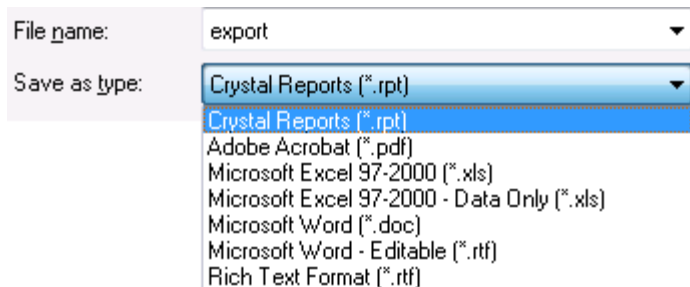 File name: export
Save as type: Crystal Reports (*.rpt)
Crystal Reports (*.rpt)
Adobe Acrobat (*.pdf)
Microsoft Excel 97-2000 (*.xls)
Microsoft Excel 97-2000 - Data Only (*.xls)
Microsoft Word (*.doc)
Microsoft Word - Editable (*.rtf)
Rich Text Format (*.rtf)